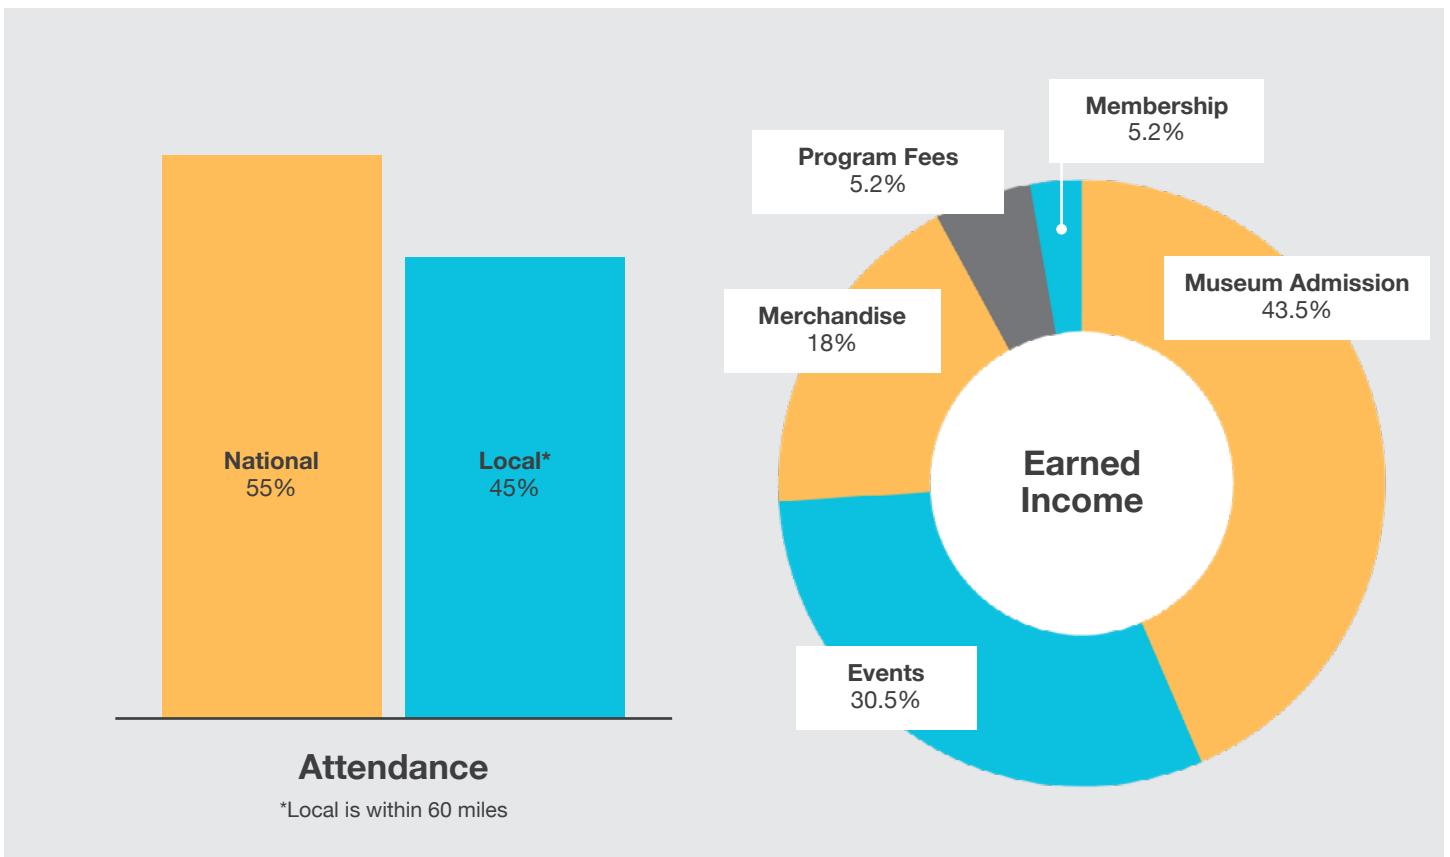 National
55%
Local*
45%
Attendance
*Local is within 60 miles
Membership
5.2%
Program Fees
5.2%
Museum Admission
43.5%
Merchandise
18%
Earned
Income
Events
30.5%